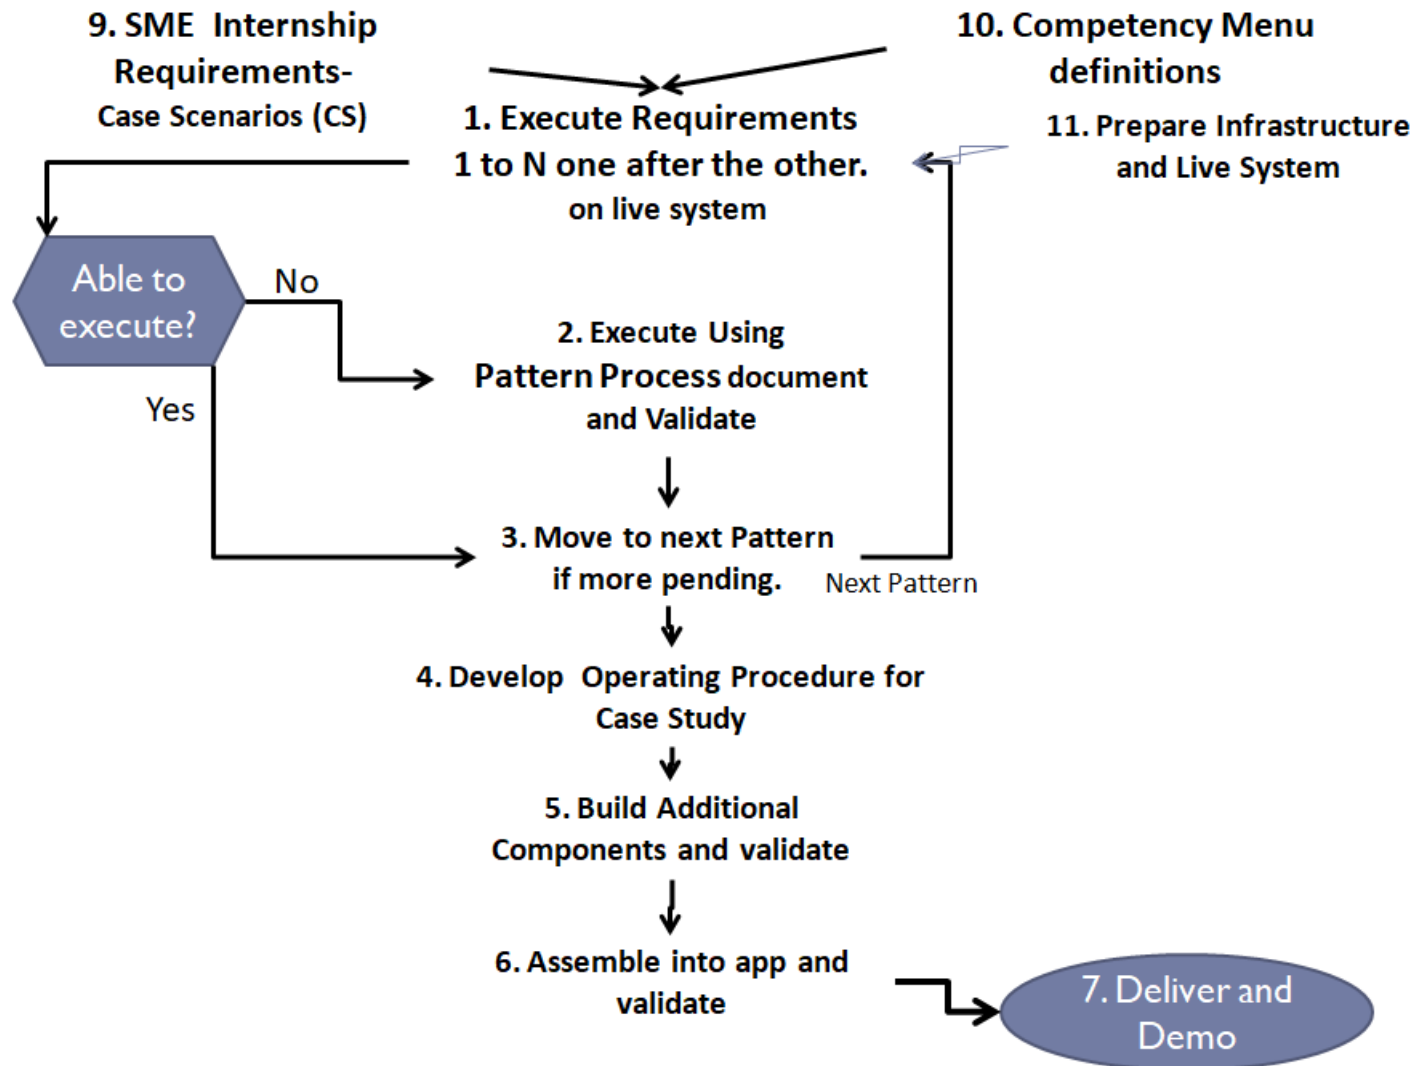 9. SME Internship
Requirements-
Case Scenarios (CS)
10. Competency Menu
definitions
11. Prepare Infrastructure
and Live System
1. Execute Requirements
1 to N one after the other.
on live system
Able to
execute?
No
Yes
2. Execute Using
Pattern Process document
and Validate
3. Move to next Pattern
if more pending.
Next Pattern
4. Develop Operating Procedure for
Case Study
5. Build Additional
Components and validate
6. Assemble into app and
validate
7. Deliver and
Demo